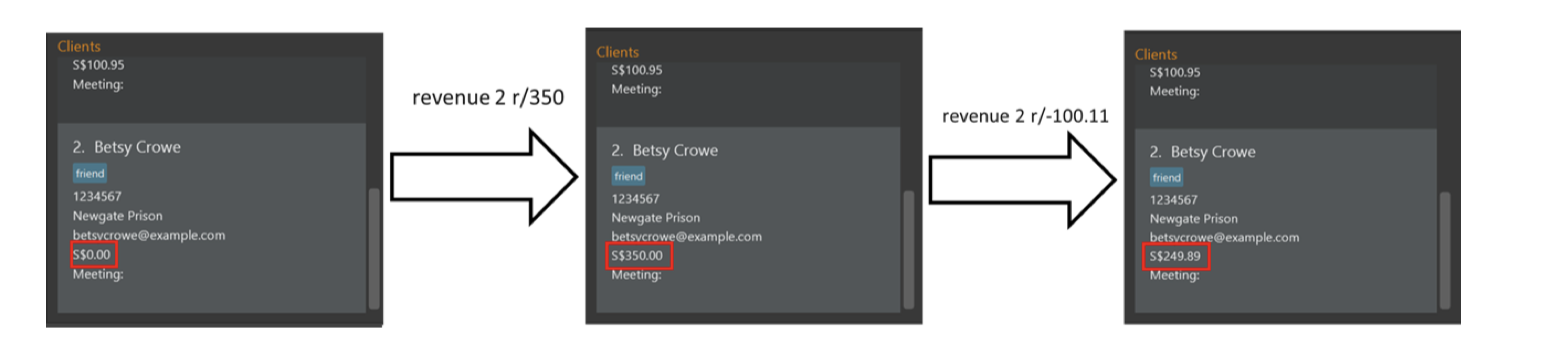 Clients
S$100.95
Meeting:
2. Betsy Crowe
friend
1234567
Newgate Prison
betsycrowe@example.com
S$0.00
Meeting:
revenue 2 r/350
Clients
S$100.95
Meeting:
2. Betsy Crowe
friend
1234567
Newgate Prison
betsycrowe@example.com
S$350.00
Meeting:
revenue 2 r/-100.11
Clients
S$100.95
Meeting:
2. Betsy Crowe
friend
1234567
Newgate Prison
betsycrowe@example.com
S$249.89
Meeting: